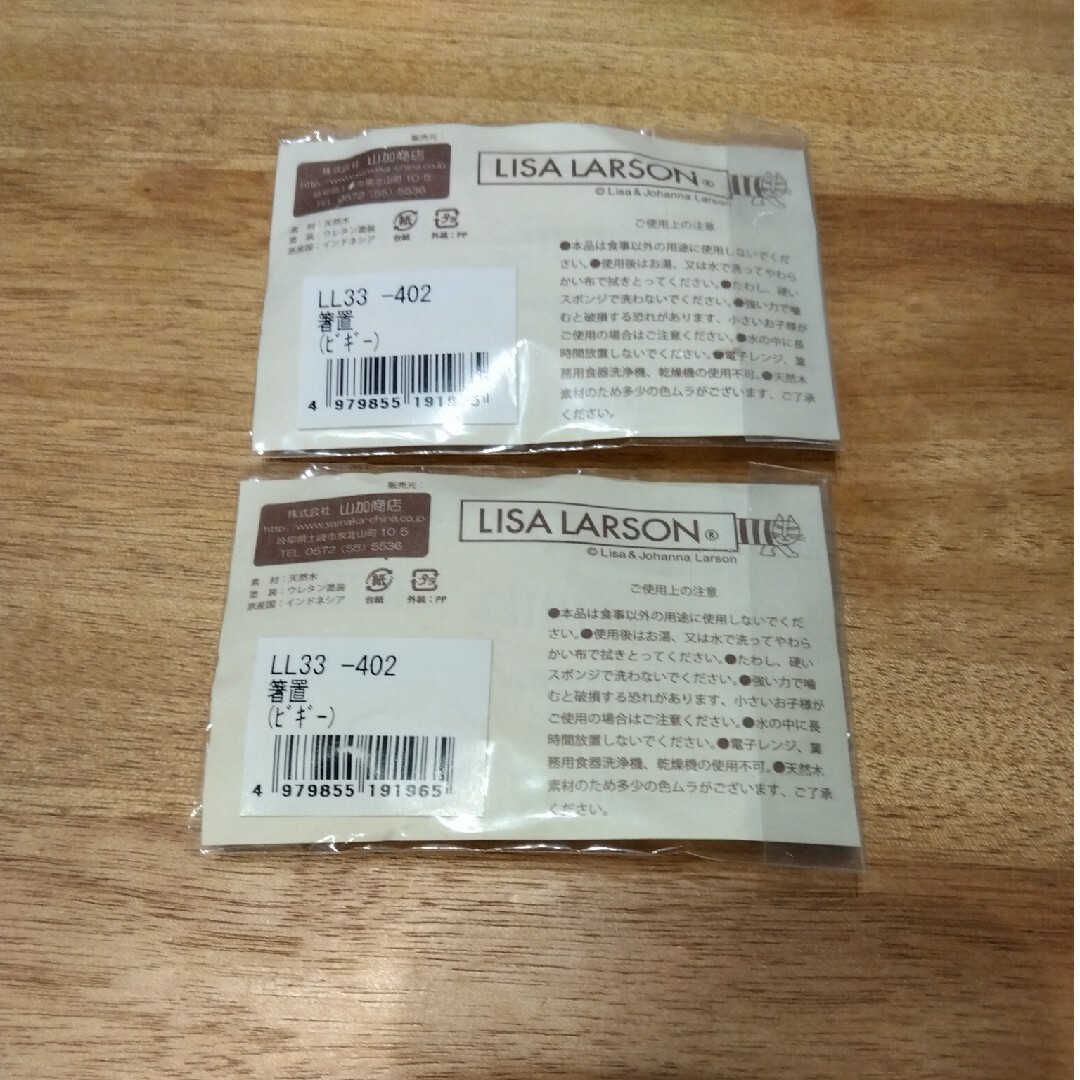 販売元：
株式会社 山加商店
TEL 0572 (55) 5536
素 材：天然木
塗 装：ウレタン塗装
原産国：インドネシア
紙
台紙
プラ
外装：PP
LL33 -402
箸置
(ﾋﾞｷﾞｰ)
4 979855
LISA LARSON®
©Lisa & Johanna Larson
ご使用上の注意
●本品は食事以外の用途に使用しないでくだ
さい。●使用後はお湯、又は水で洗ってやわら
かい布で拭きとってください。●たわし、硬い
スポンジで洗わないでください。●強い力で噛
むと破損する恐れがあります、小さいお子様が
ご使用の場合はご注意ください。●水の中に長
時間放置しないでください。●電子レンジ、業
務用食器洗浄機、乾燥機の使用不可。●天然木
素材のため多少の色ムラがございます、ご了承
ください。
販売元：
株式会社 山加商店
http://www.yamaka-china.co.jp
岐阜県土岐市泉北山町 10-5
TEL 0572 (55) 5536
素 材：天然木
塗 装：ウレタン塗装
原産国：インドネシア
紙
台紙
プラ
外装：PP
LL33 -402
箸置
(ﾋﾞｷﾞｰ)
4 979855 191965
LISA LARSON®
©Lisa & Johanna Larson
ご使用上の注意
●本品は食事以外の用途に使用しないでくだ
さい。●使用後はお湯、又は水で洗ってやわら
かい布で拭きとってください。●たわし、硬い
スポンジで洗わないでください。●強い力で噛
むと破損する恐れがあります、小さいお子様が
ご使用の場合はご注意ください。●水の中に長
時間放置しないでください。●電子レンジ、業
務用食器洗浄機、乾燥機の使用不可。●天然木
素材のため多少の色ムラがございます、ご了承
ください。